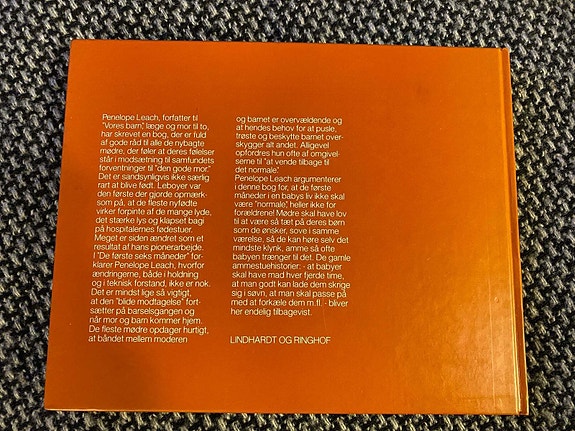 Penelope Leach, forfatter til
"Vores barn", læge og mor til to,
har skrevet en bog, der er fuld
af gode råd til alle de nybagte
mødre, der føler at deres følelser
står i modsætning til samfundets
forventninger til "den gode mor".
Det er sandsynligvis ikke særlig
rart at blive født. Leboyer var
den første der gjorde opmærk-
som på, at de fleste nyfødte
virker forpinte af de mange lyde,
det stærke lys og klapset bagi
på hospitalernes fødestuer.
Meget er siden ændret som et
resultat af hans pionerarbejde.
I "De første seks måneder" for-
klarer Penelope Leach, hvorfor
ændringerne, både i holdning
og i teknisk forstand, ikke er nok.
Det er mindst lige så vigtigt,
at den "blide modtagelse" fort-
sætter på barselsgangen og
når mor og barn kommer hjem.
De fleste mødre opdager hurtigt,
at båndet mellem moderen
og barnet er overvældende og
at hendes behov for at pusle,
trøste og beskytte barnet over-
skygger alt andet. Alligevel
opfordres hun ofte af omgivel-
serne til "at vende tilbage til
det normale".
Penelope Leach argumenterer
i denne bog for, at de første
måneder i en babys liv ikke skal
være "normale", heller ikke for
forældrene! Mødre skal have lov
til at være så tæt på deres børn
som de ønsker, sove i samme
værelse, så de kan høre selv det
mindste klynk, amme så ofte
babyen trænger til det. De gamle
ammestuehistorier: - at babyer
skal have mad hver fjerde time,
at man godt kan lade dem skrige
sig i søvn, at man skal passe på
med at forkæle dem m.fl. - bliver
her endelig tilbagevist.
LINDHARDT OG RINGHOF